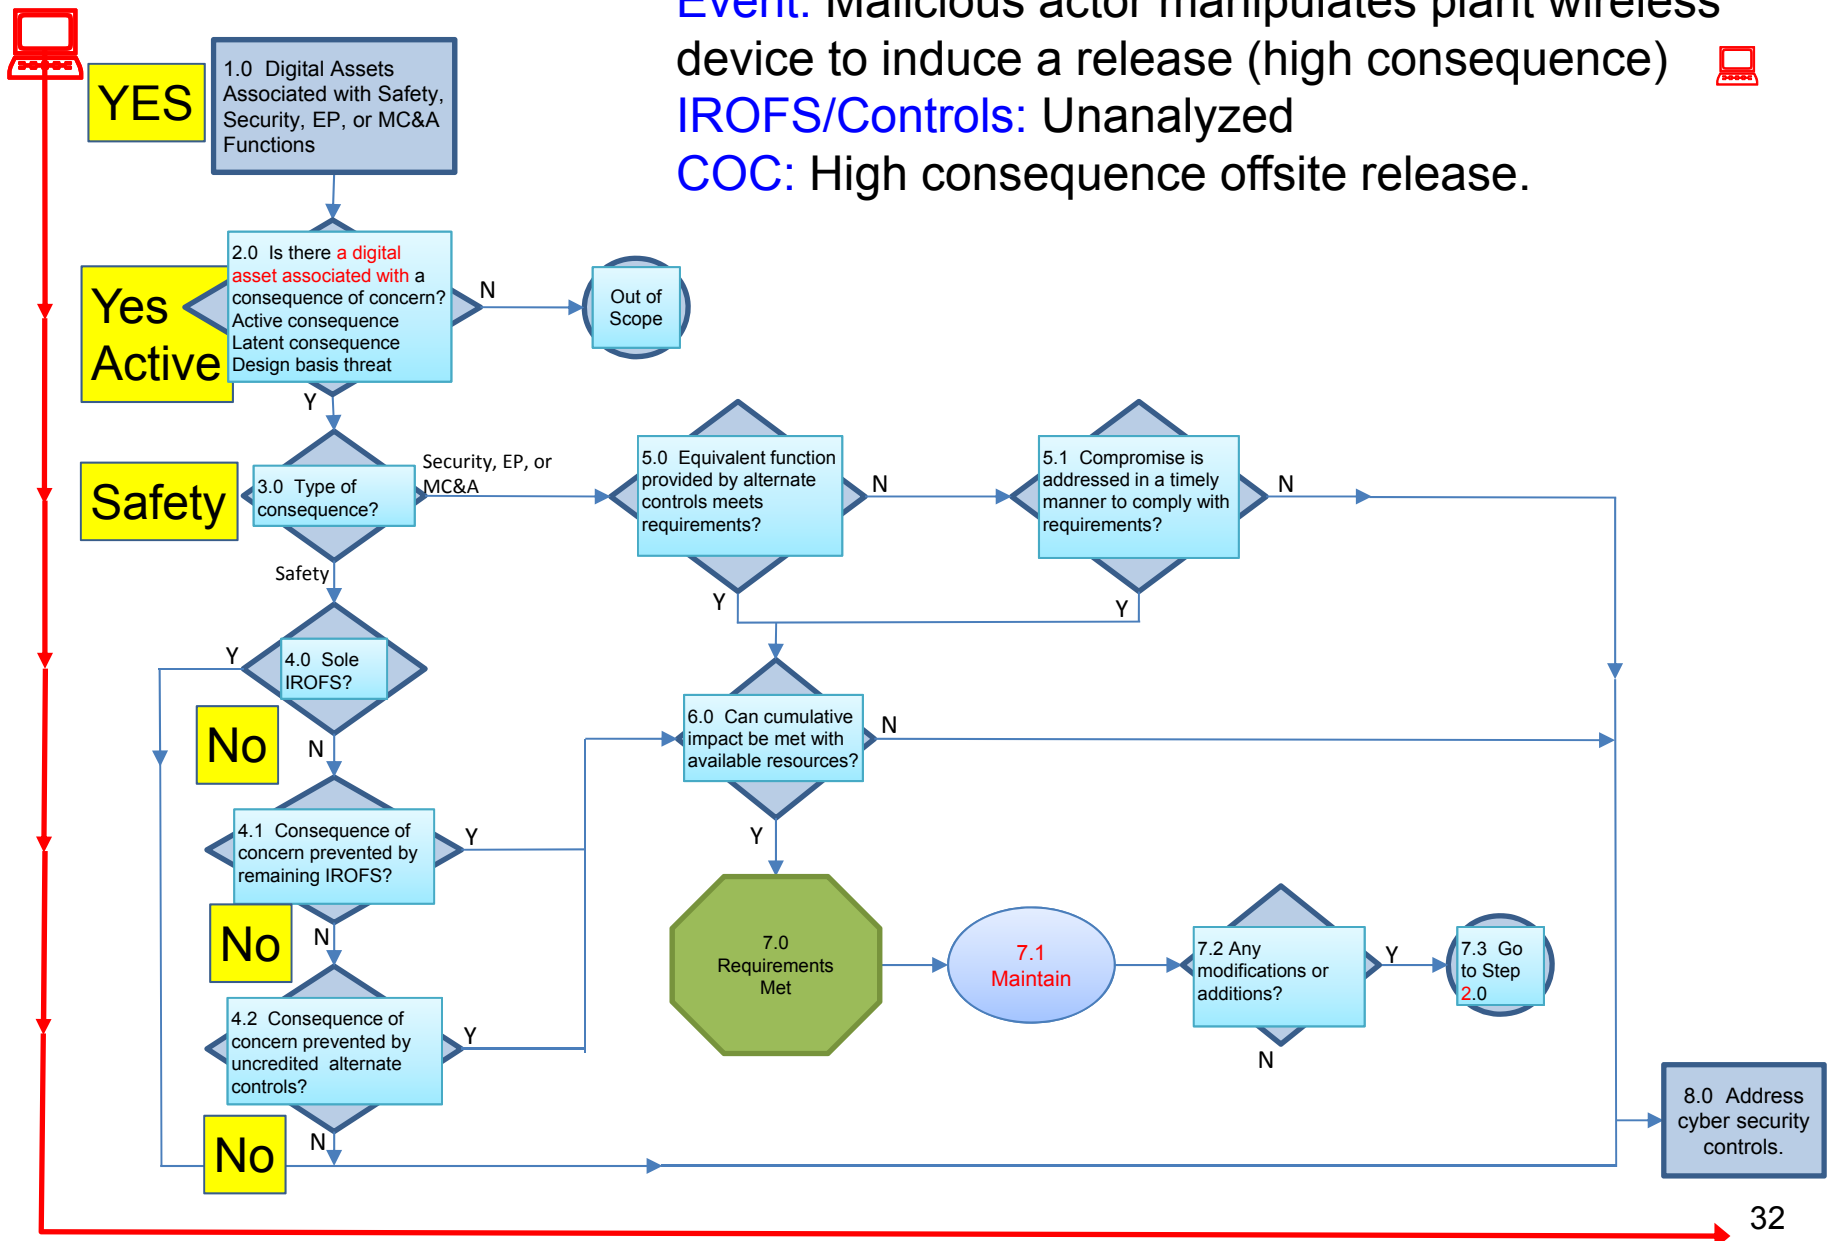 Event: Malicious actor manipulates plant wireless
device to induce a release (high consequence)
IROFS/Controls: Unanalyzed
COC: High consequence offsite release.
YES
1.0 Digital Assets
Associated with Safety,
Security, EP, or MC&A
Functions
Yes
Active
2.0 Is there a digital
asset associated with a
consequence of concern?
Active consequence
Latent consequence
Design basis threat
N
Out of
Scope
Y
Safety
3.0 Type of
consequence?
Security, EP, or
MC&A
Safety
5.0 Equivalent function
provided by alternate
controls meets
requirements?
N
Y
5.1 Compromise is
addressed in a timely
manner to comply with
requirements?
N
Y
Y
4.0 Sole
IROFS?
No
N
6.0 Can cumulative
impact be met with
available resources?
N
Y
4.1 Consequence of
concern prevented by
remaining IROFS?
Y
No
N
4.2 Consequence of
concern prevented by
uncredited alternate
controls?
Y
No
N
7.0
Requirements
Met
7.1
Maintain
7.2 Any
modifications or
additions?
Y
N
7.3 Go
to Step
2.0
8.0 Address
cyber security
controls.
32